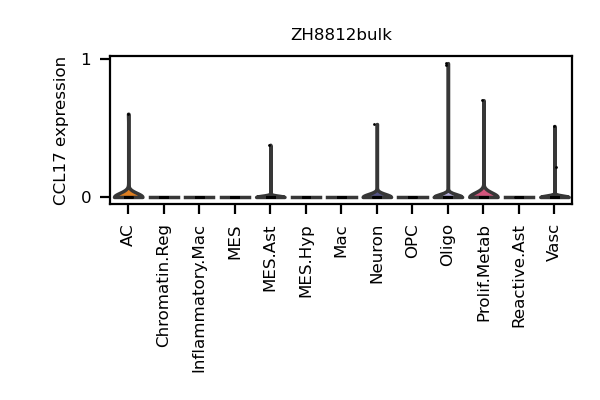 ZH8812bulk
CCL17 expression
1
0
AC
Chromatin.Reg
Inflammatory.Mac
MES
MES.Ast
MES.Hyp
Mac
Neuron
OPC
Oligo
Prolif.Metab
Reactive.Ast
Vasc